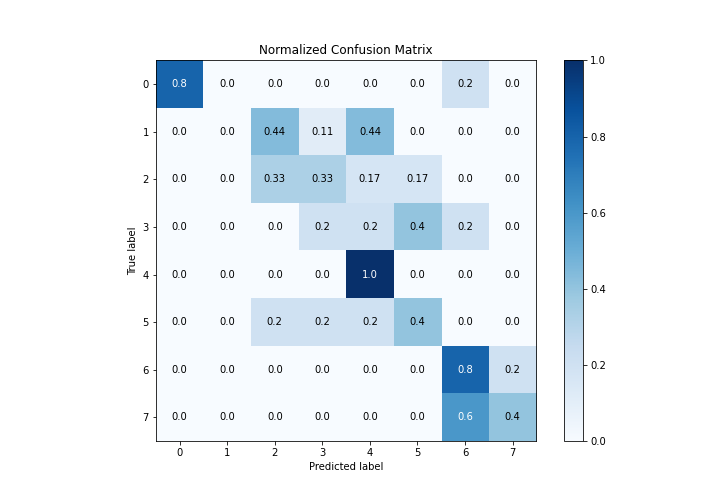 Normalized Confusion Matrix
True label
0 0.8 0.0 0.0 0.0 0.0 0.0 0.2 0.0
1 0.0 0.0 0.44 0.11 0.44 0.0 0.0 0.0
2 0.0 0.0 0.33 0.33 0.17 0.17 0.0 0.0
3 0.0 0.0 0.0 0.2 0.2 0.4 0.2 0.0
4 0.0 0.0 0.0 0.0 1.0 0.0 0.0 0.0
5 0.0 0.0 0.2 0.2 0.2 0.4 0.0 0.0
6 0.0 0.0 0.0 0.0 0.0 0.0 0.8 0.2
7 0.0 0.0 0.0 0.0 0.0 0.0 0.6 0.4
0 1 2 3 4 5 6 7
Predicted label
1.0
0.8
0.6
0.4
0.2
0.0